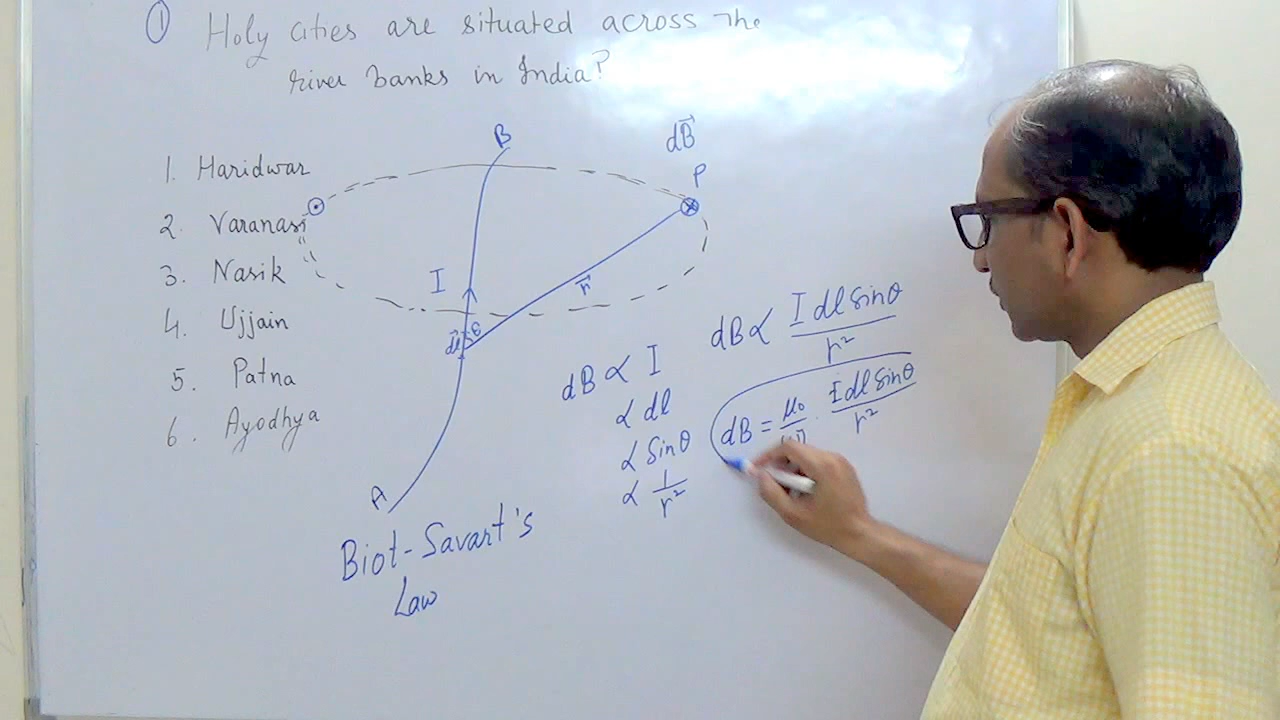 ① Holy cities are situated across the
river banks in India?
1. Haridwar
2. Varanasi
3. Nasik
4. Ujjain
5. Patna
6. Ayodhya
B
dB⃗
P
I
r⃗
dl⃗ θ
A
Biot-Savart's
Law
dB ∝ I
∝ dl
∝ Sinθ
∝ 1/r²
dB ∝ I dl sinθ / r²
dB = μ₀/4π · I dl Sinθ / r²